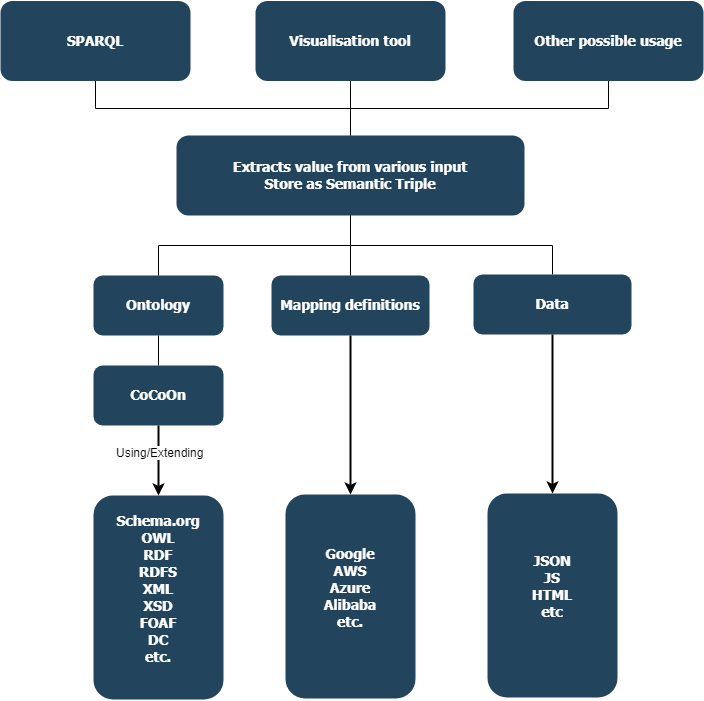 SPARQL
Visualisation tool
Other possible usage
Extracts value from various input
Store as Semantic Triple
Ontology
Mapping definitions
Data
CoCoOn
Using/Extending
Schema.org
OWL
RDF
RDFS
XML
XSD
FOAF
DC
etc.
Google
AWS
Azure
Alibaba
etc.
JSON
JS
HTML
etc